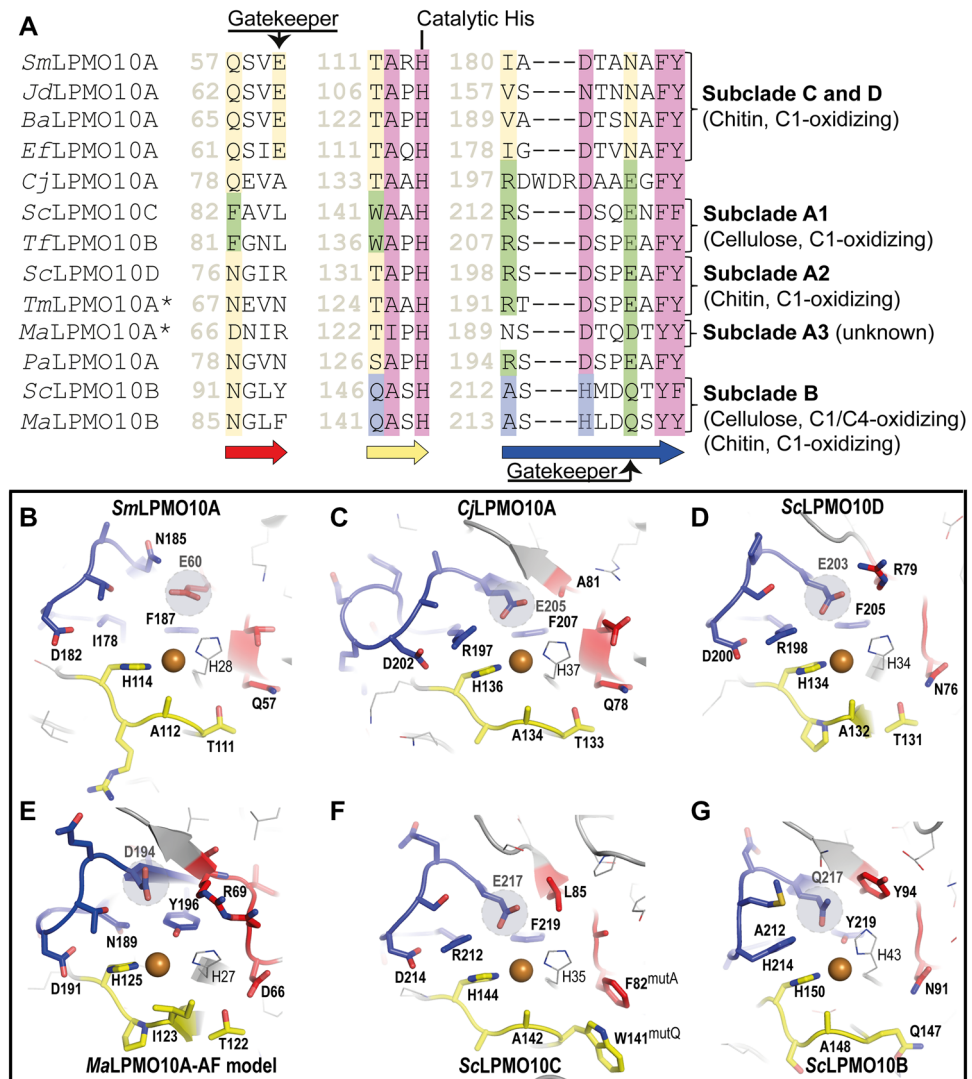 A
Gatekeeper
Catalytic His
SmLPMO10A 57 QSVE 111 TARH 180 IA---DTANAFY
JdLPMO10A 62 QSVE 106 TAPH 157 VS---NTNNAFY
BaLPMO10A 65 QSVE 122 TAPH 189 VA---DTSNAFY
EfLPMO10A 61 QSIE 111 TAQH 178 IG---DTVNAFY
Subclade C and D
(Chitin, C1-oxidizing)
CjLPMO10A 78 QEVA 133 TAAH 197 RDWDRDAAEGFY
ScLPMO10C 82 FAVL 141 WAAH 212 RS---DSQENFF
TfLPMO10B 81 FGNL 136 WAPH 207 RS---DSPEAFY
Subclade A1
(Cellulose, C1-oxidizing)
ScLPMO10D 76 NGIR 131 TAPH 198 RS---DSPEAFY
TmLPMO10A* 67 NEVN 124 TAAH 191 RT---DSPEAFY
Subclade A2
(Chitin, C1-oxidizing)
MaLPMO10A* 66 DNIR 122 TIPH 189 NS---DTQDTYY
Subclade A3 (unknown)
PaLPMO10A 78 NGVN 126 SAPH 194 RS---DSPEAFY
ScLPMO10B 91 NGLY 146 QASH 212 AS---HMDQTYF
MaLPMO10B 85 NGLF 141 QASH 213 AS---HLDQSYY
Subclade B
(Cellulose, C1/C4-oxidizing)
(Chitin, C1-oxidizing)
Gatekeeper
B
SmLPMO10A
N185
E60
F187
I178
D182
H28
H114
Q57
A112
T111
C
CjLPMO10A
A81
E205
F207
R197
D202
H37
H136
Q78
A134
T133
D
ScLPMO10D
E203
R79
F205
R198
D200
H34
H134
N76
A132
T131
E
D194
R69
Y196
N189
H27
H125
D191
D66
I123
T122
MaLPMO10A-AF model
F
E217
L85
F219
R212
D214
H35
H144
F82mutA
W141mutQ
A142
ScLPMO10C
G
Q217
Y94
A212
Y219
H214
H43
H150
N91
Q147
A148
ScLPMO10B